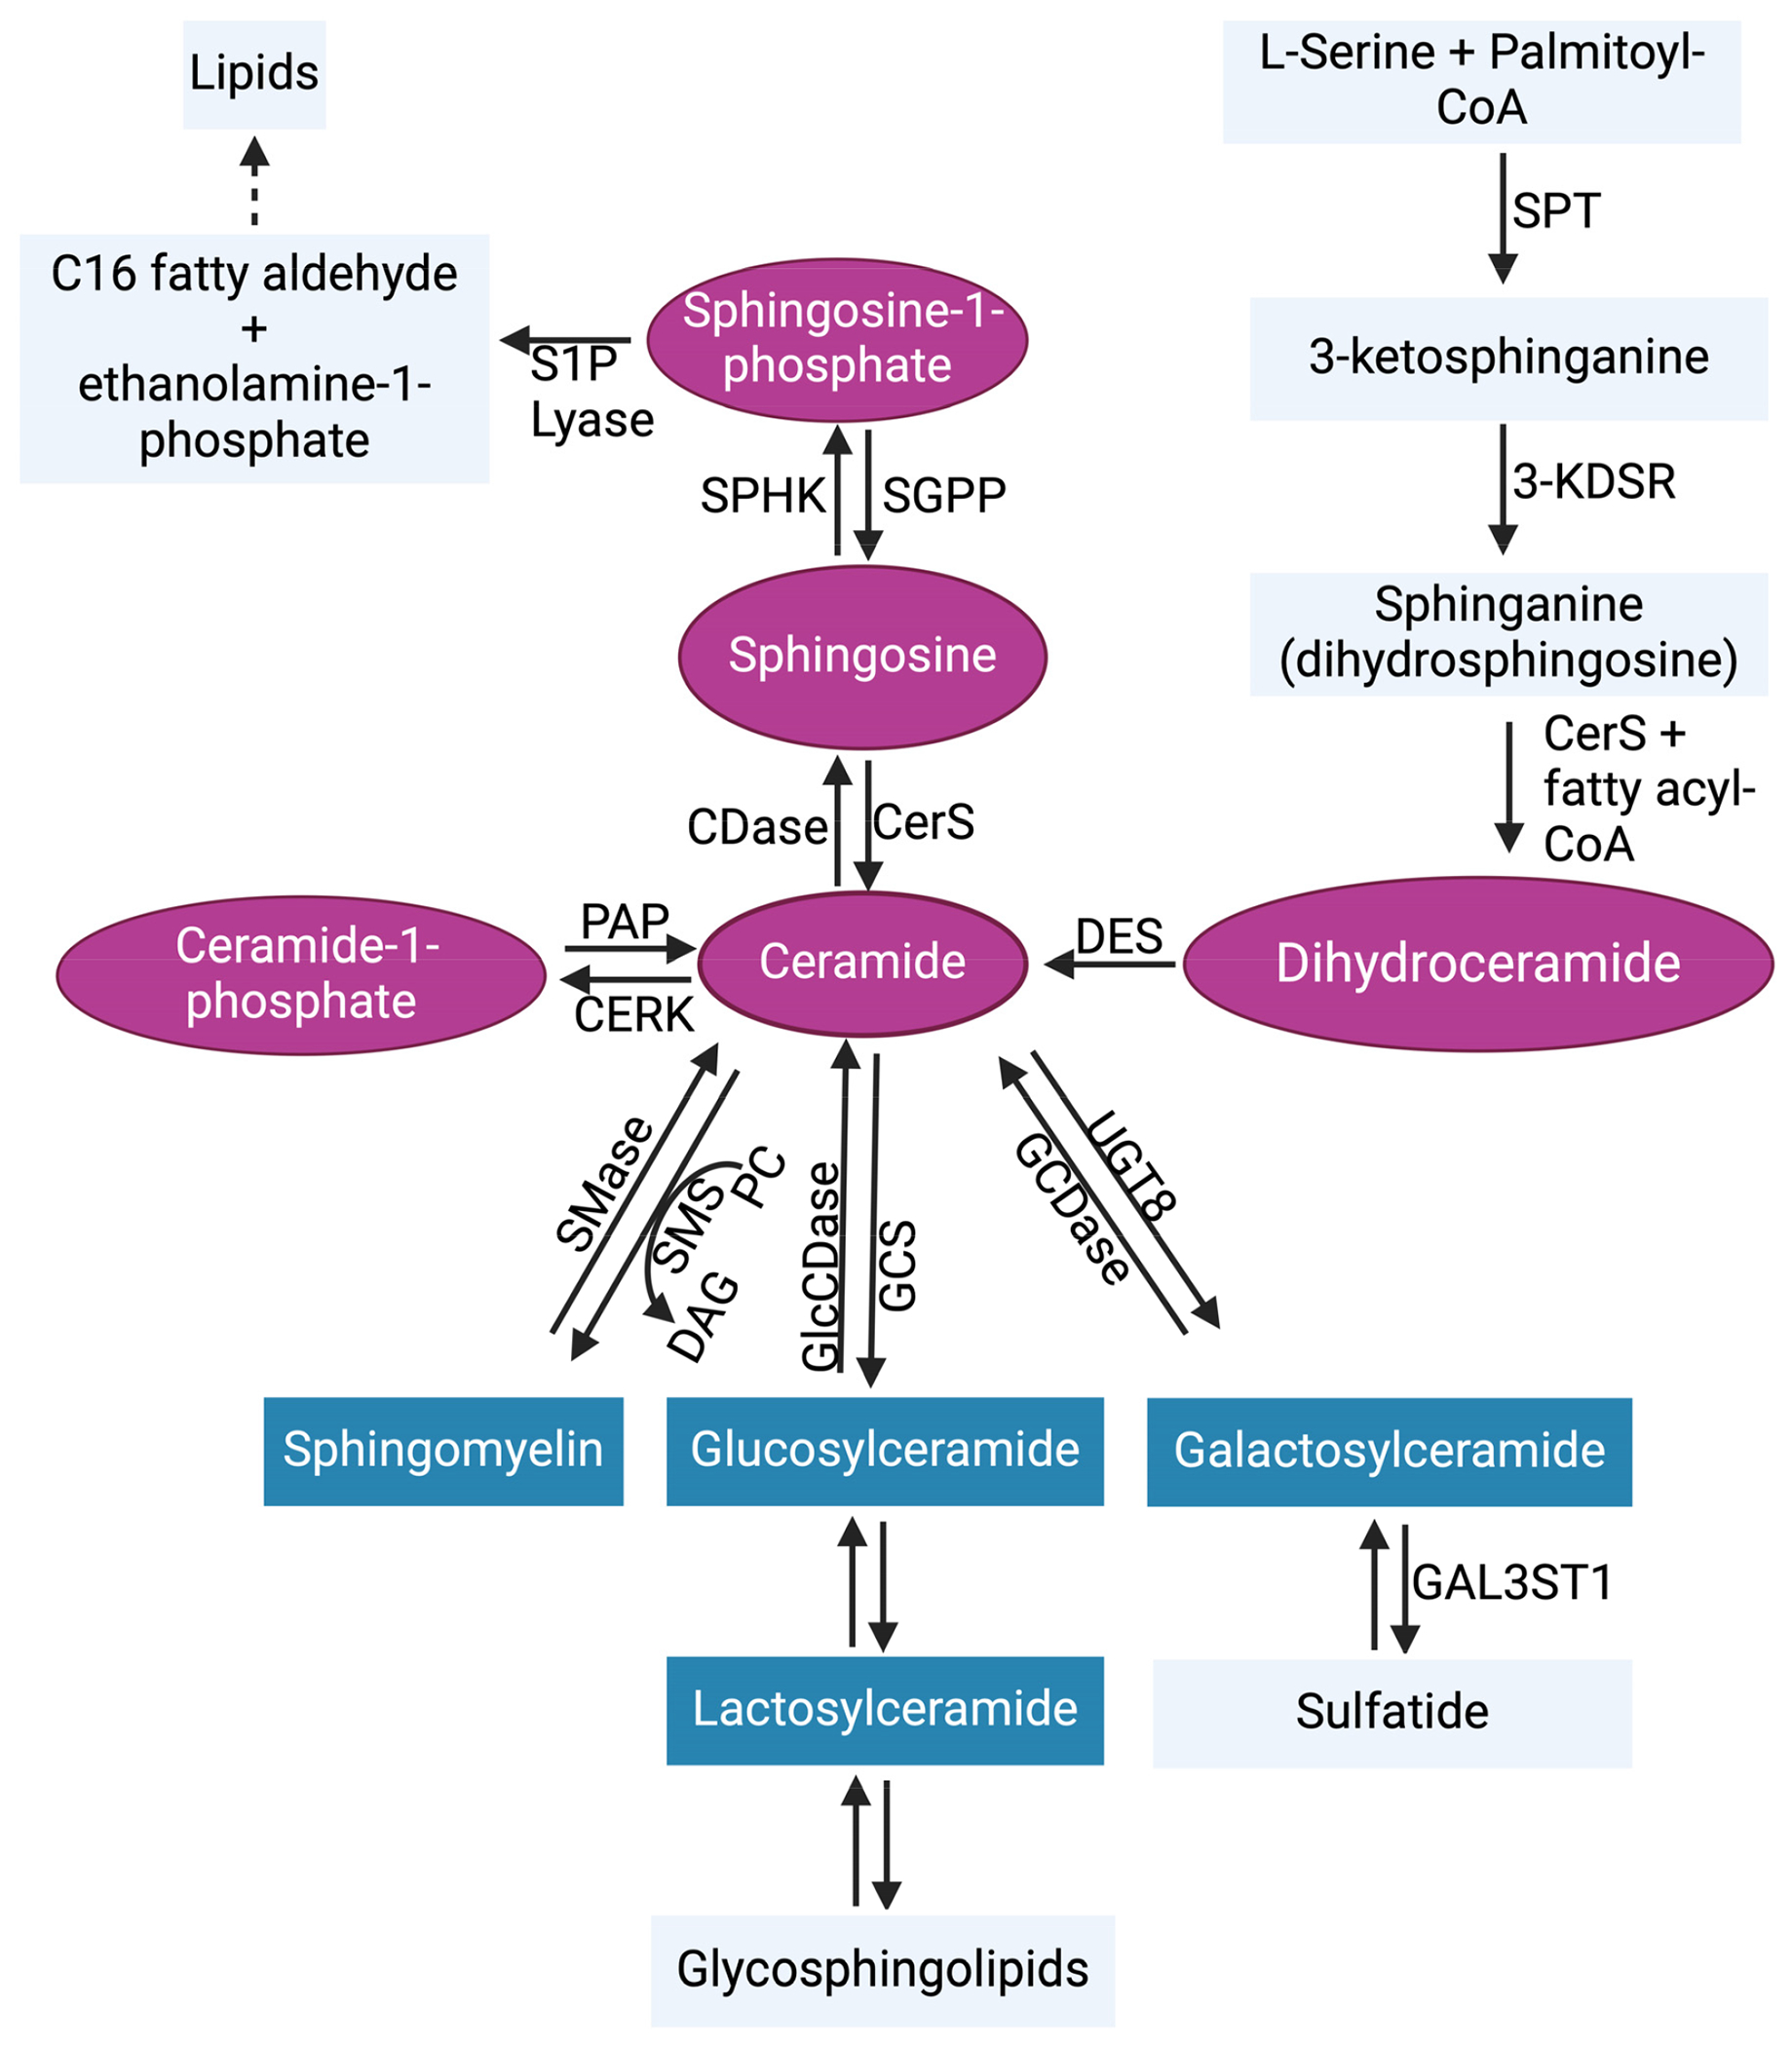 Lipids
L-Serine + Palmitoyl-
CoA
SPT
C16 fatty aldehyde
+
ethanolamine-1-
phosphate
S1P
Lyase
Sphingosine-1-
phosphate
3-ketosphinganine
SPHK
SGPP
3-KDSR
Sphingosine
Sphinganine
(dihydrosphingosine)
CDase
CerS
CerS +
fatty acyl-
CoA
Ceramide-1-
phosphate
PAP
CERK
Ceramide
DES
Dihydroceramide
SMase
SMS
PC
DAG
GlcCDase
GCS
GCDase
UGT8
Sphingomyelin
Glucosylceramide
Galactosylceramide
GAL3ST1
Lactosylceramide
Sulfatide
Glycosphingolipids